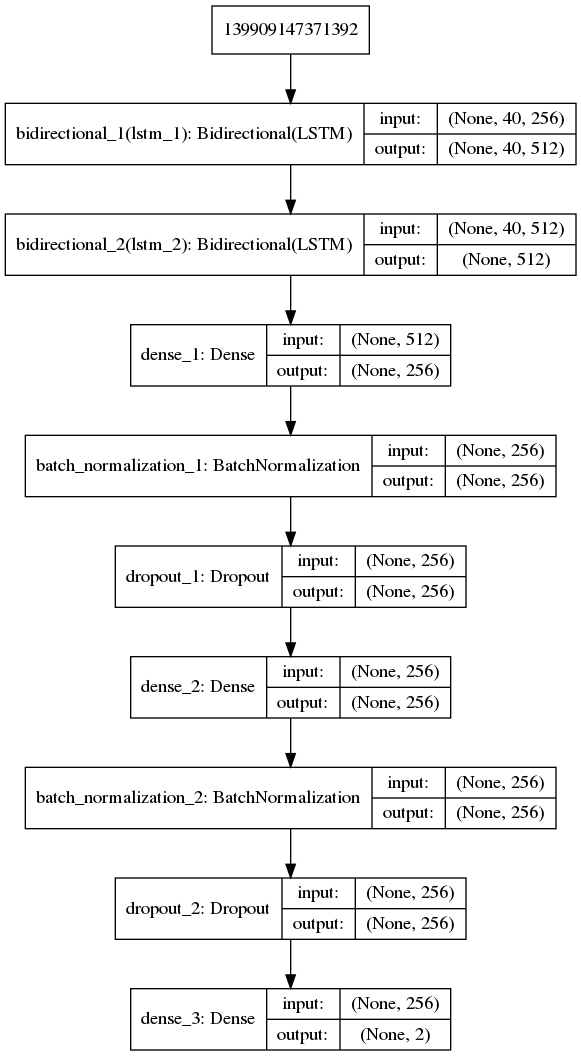 139909147371392
bidirectional_1(lstm_1): Bidirectional(LSTM)
input: (None, 40, 256)
output: (None, 40, 512)
bidirectional_2(lstm_2): Bidirectional(LSTM)
input: (None, 40, 512)
output: (None, 512)
dense_1: Dense
input: (None, 512)
output: (None, 256)
batch_normalization_1: BatchNormalization
input: (None, 256)
output: (None, 256)
dropout_1: Dropout
input: (None, 256)
output: (None, 256)
dense_2: Dense
input: (None, 256)
output: (None, 256)
batch_normalization_2: BatchNormalization
input: (None, 256)
output: (None, 256)
dropout_2: Dropout
input: (None, 256)
output: (None, 256)
dense_3: Dense
input: (None, 256)
output: (None, 2)